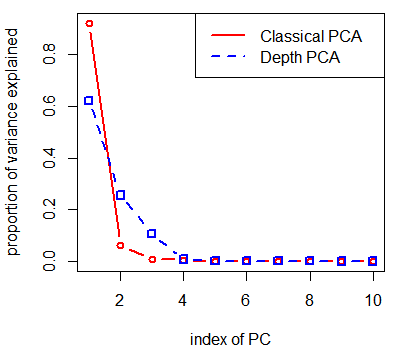 Classical PCA
Depth PCA
proportion of variance explained
0.8
0.6
0.4
0.2
0.0
2
4
6
8
10
index of PC